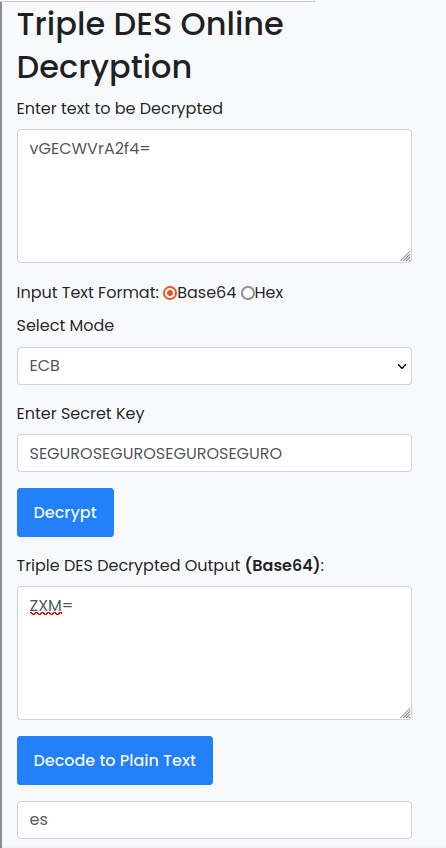 Triple DES Online
Decryption
Enter text to be Decrypted
vGECWVrA2f4=
Input Text Format: Base64 Hex
Select Mode
ECB
Enter Secret Key
SEGUROSEGUROSEGUROSEGURO
Decrypt
Triple DES Decrypted Output (Base64):
ZXM=
Decode to Plain Text
es